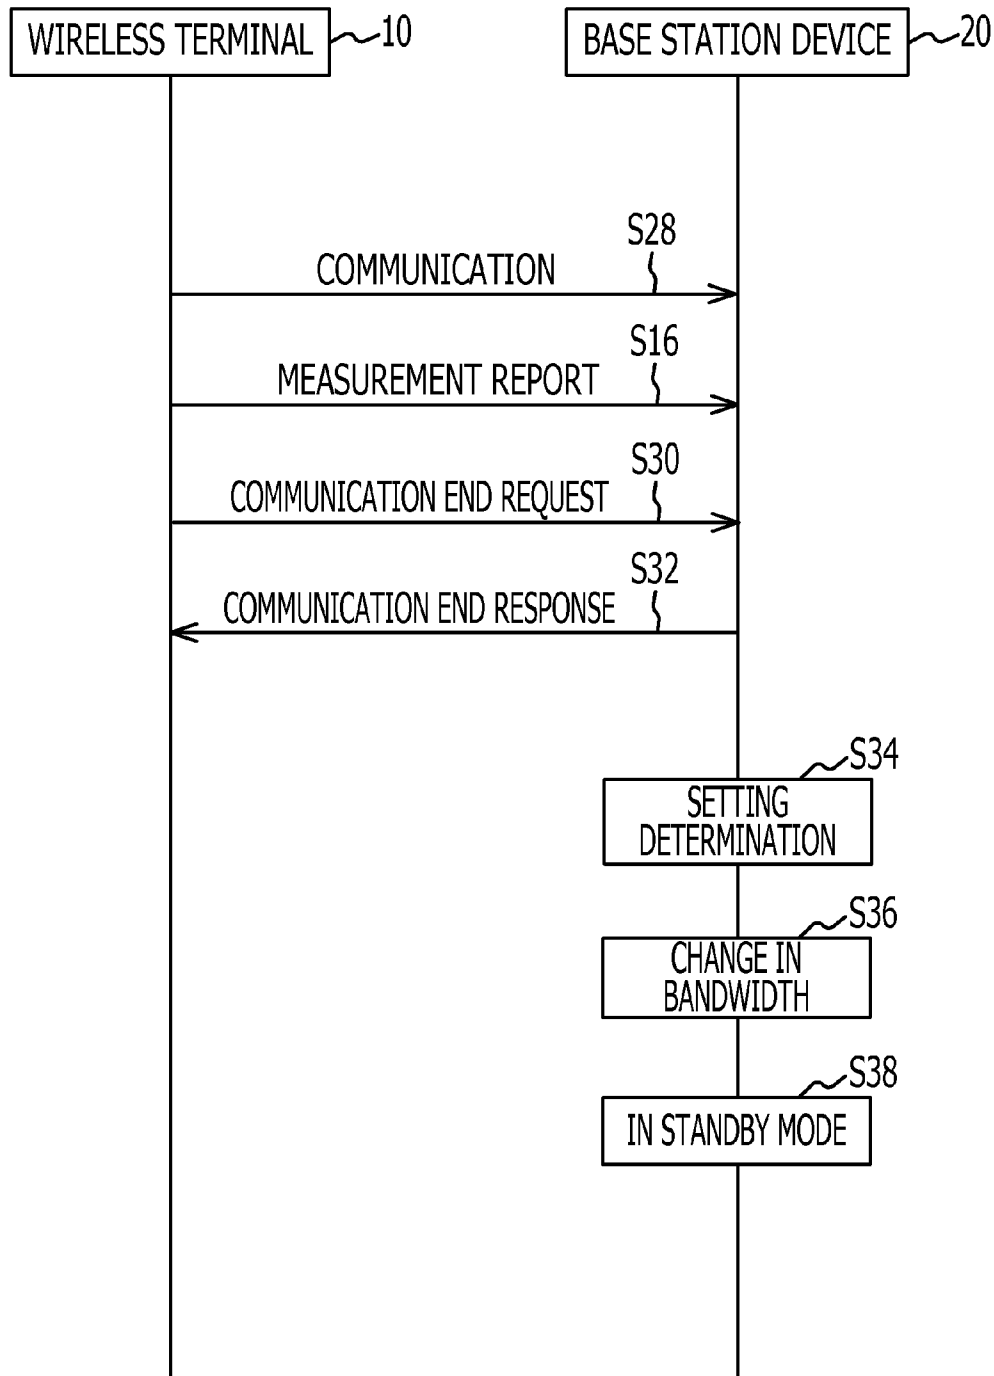 WIRELESS TERMINAL
10
BASE STATION DEVICE
20
S28
COMMUNICATION
S16
MEASUREMENT REPORT
S30
COMMUNICATION END REQUEST
S32
COMMUNICATION END RESPONSE
S34
SETTING
DETERMINATION
S36
CHANGE IN
BANDWIDTH
S38
IN STANDBY MODE